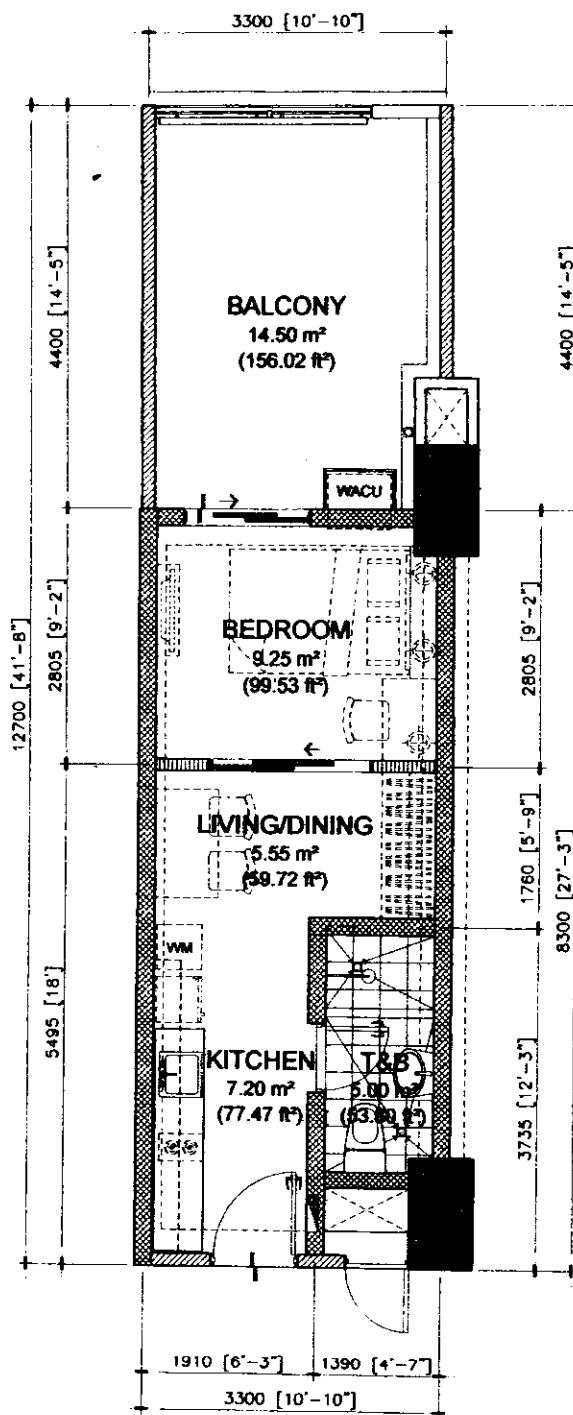 3300 [10'-10"]
4400 [14'-5"]
4400 [14'-5"]
BALCONY
14.50 m²
(156.02 ft²)
WACU
12700 [41'-8"]
2805 [9'-2"]
BEDROOM
9.25 m²
(99.53 ft²)
2805 [9'-2"]
LIVING/DINING
5.55 m²
(59.72 ft²)
1760 [5'-9"]
8300 [27'-3"]
WM
5495 [18']
KITCHEN
7.20 m²
(77.47 ft²)
T&B
5.00 m²
3735 [12'-3"]
1910 [6'-3"]
1390 [4'-7"]
3300 [10'-10"]